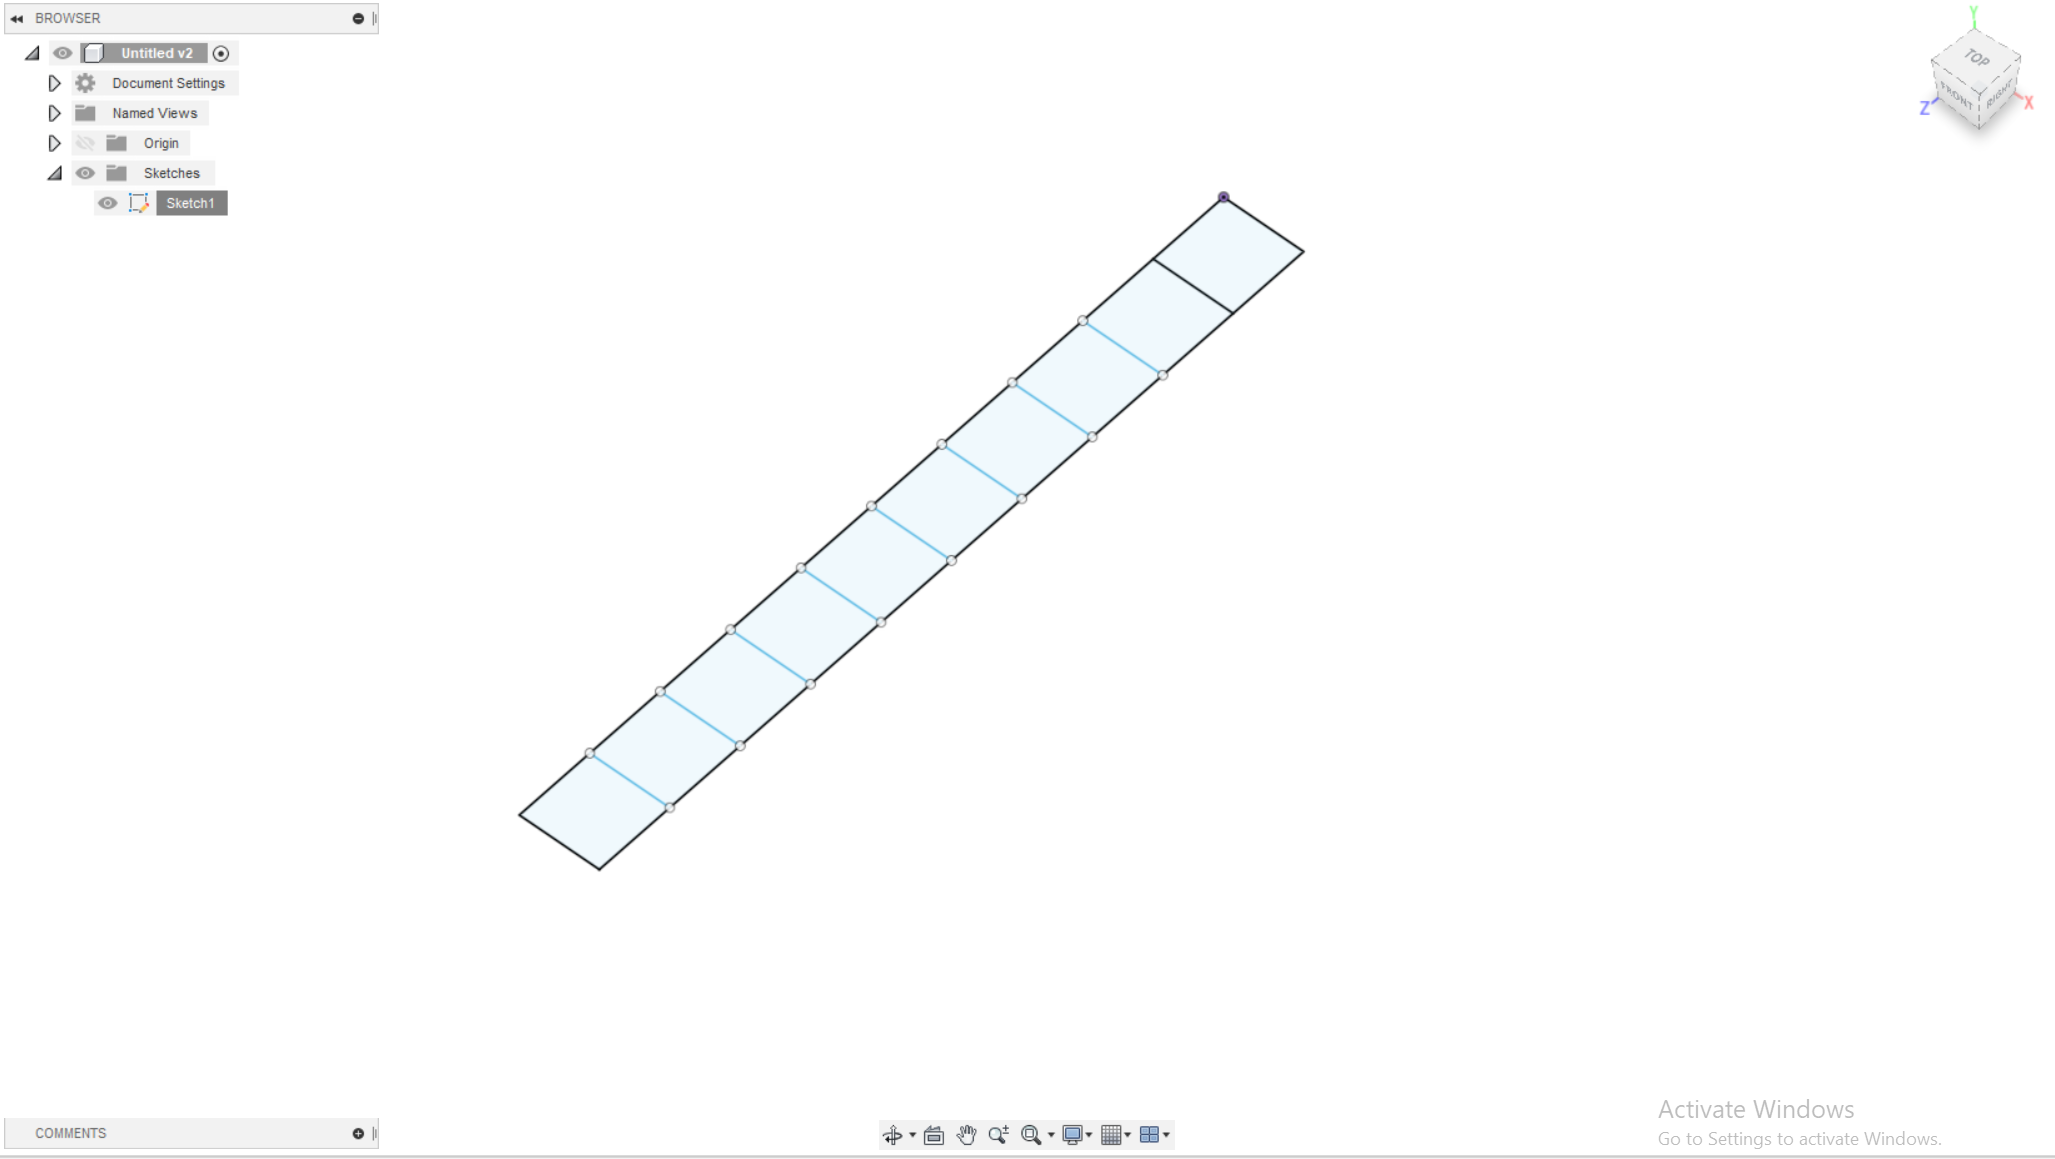 BROWSER
Untitled v2
Document Settings
Named Views
Origin
Sketches
Sketch1
Y
TOP
FRONT
RIGHT
Z
X
COMMENTS
Activate Windows
Go to Settings to activate Windows.